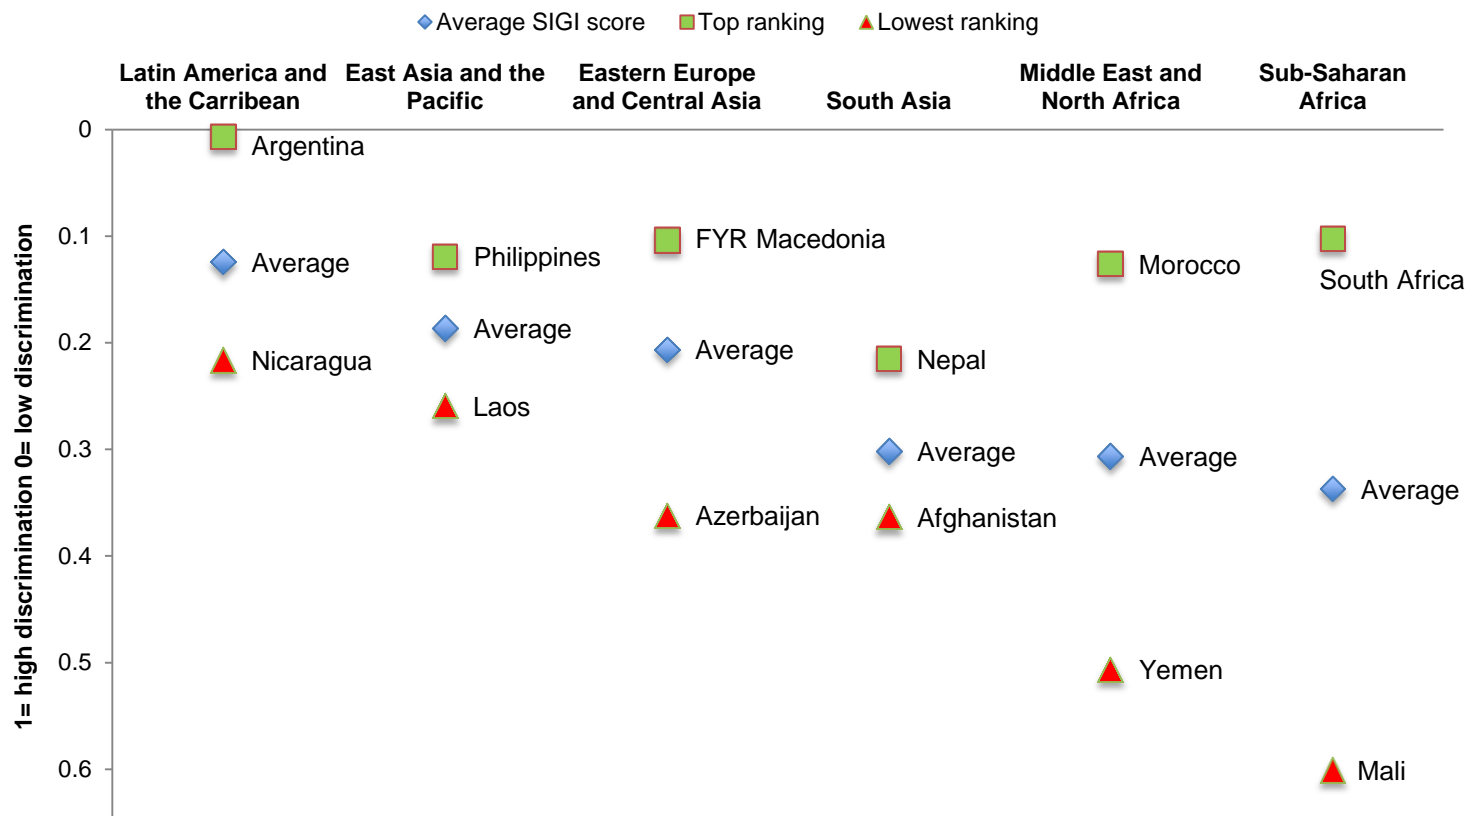 Average SIGI score Top ranking Lowest ranking
Latin America and
the Carribean
East Asia and the
Pacific
Eastern Europe
and Central Asia
South Asia
Middle East and
North Africa
Sub-Saharan
Africa
1= high discrimination 0= low discrimination
0
0.1
0.2
0.3
0.4
0.5
0.6
Argentina
Average
Nicaragua
Philippines
Average
Laos
FYR Macedonia
Average
Azerbaijan
Nepal
Average
Afghanistan
Morocco
Average
Yemen
South Africa
Average
Mali